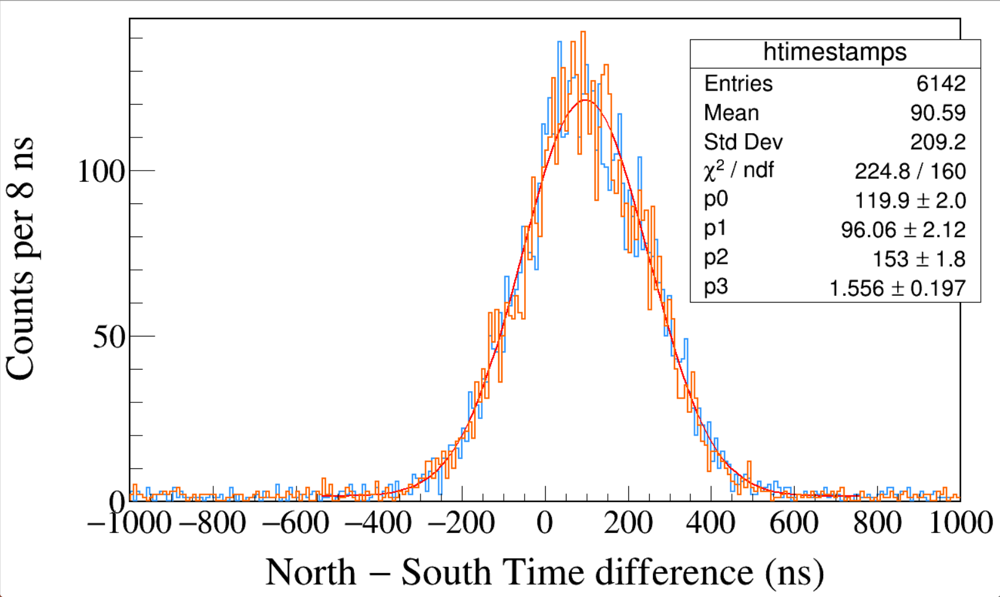 htimestamps
Entries 6142
Mean 90.59
Std Dev 209.2
χ² / ndf 224.8 / 160
p0 119.9 ± 2.0
p1 96.06 ± 2.12
p2 153 ± 1.8
p3 1.556 ± 0.197
Counts per 8 ns
100
50
0
−1000 −800 −600 −400 −200 0 200 400 600 800 1000
North − South Time difference (ns)